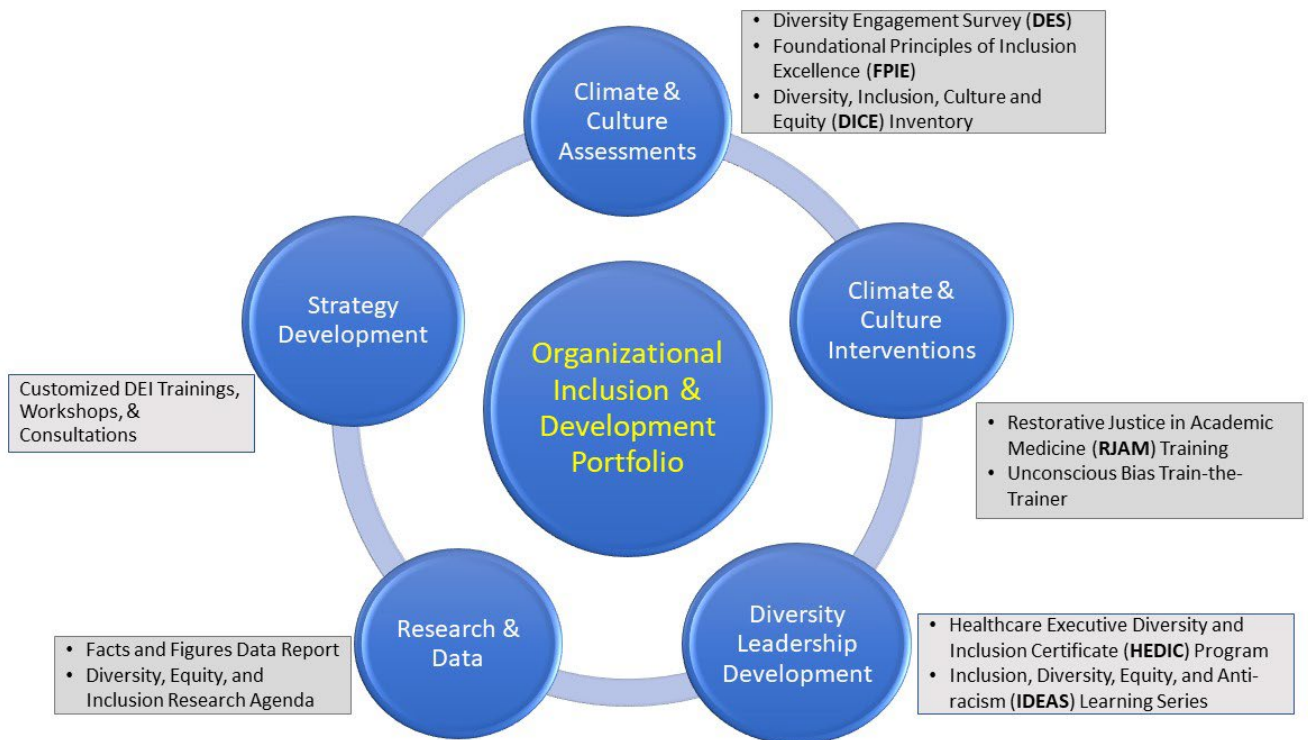 • Diversity Engagement Survey (DES)
• Foundational Principles of Inclusion
Excellence (FPIE)
• Diversity, Inclusion, Culture and
Equity (DICE) Inventory
Climate &
Culture
Assessments
Climate &
Culture
Interventions
• Restorative Justice in Academic
Medicine (RJAM) Training
• Unconscious Bias Train-the-
Trainer
Diversity
Leadership
Development
• Healthcare Executive Diversity and
Inclusion Certificate (HEDIC) Program
• Inclusion, Diversity, Equity, and Anti-
racism (IDEAS) Learning Series
Research &
Data
• Facts and Figures Data Report
• Diversity, Equity, and
Inclusion Research Agenda
Strategy
Development
Customized DEI Trainings,
Workshops, &
Consultations
Organizational
Inclusion &
Development
Portfolio